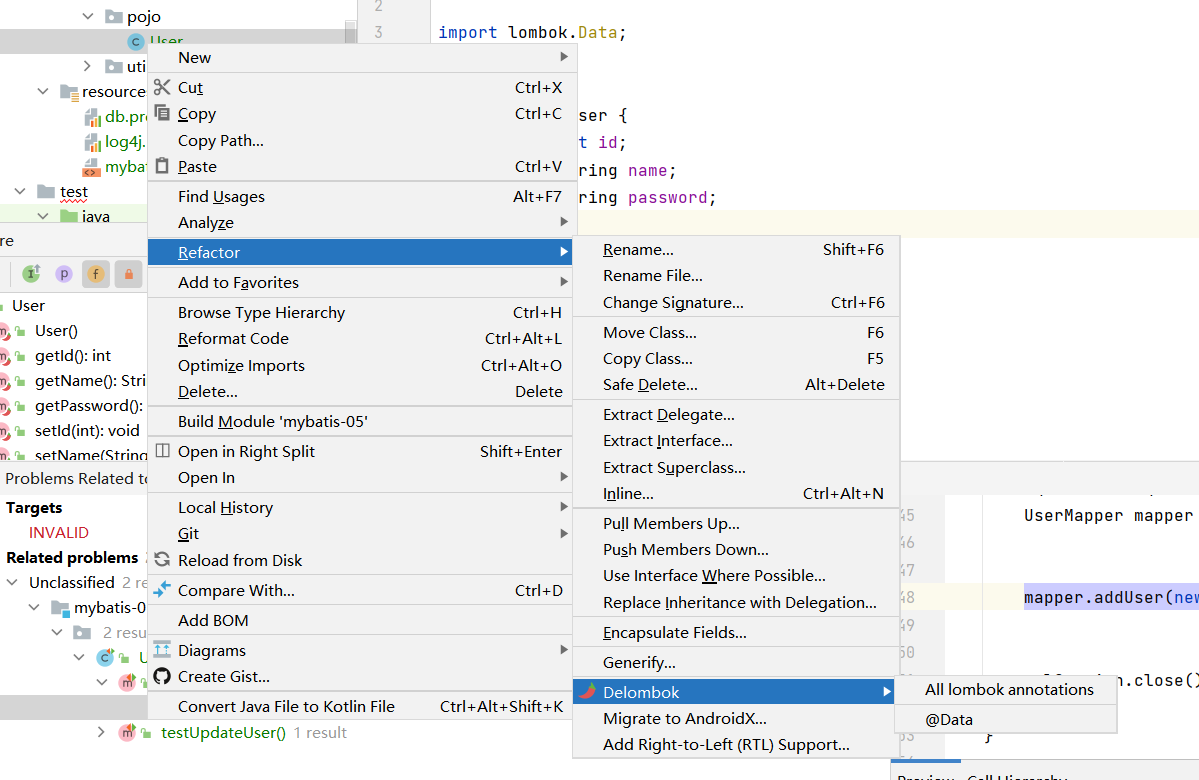 pojo
User
uti
resource
db.pro
log4j.
mybat
test
java
re
p
f
User
User()
getId(): int
getName(): Stri
getPassword():
setId(int): void
setName(String
Problems Related to
Targets
INVALID
Related problems
Unclassified 2 re
mybatis-0
2 resu
testUpdateUser() 1 result
New
Cut Ctrl+X
Copy Ctrl+C
Copy Path...
Paste Ctrl+V
Find Usages Alt+F7
Analyze
Refactor
Add to Favorites
Browse Type Hierarchy Ctrl+H
Reformat Code Ctrl+Alt+L
Optimize Imports Ctrl+Alt+O
Delete... Delete
Build Module 'mybatis-05'
Open in Right Split Shift+Enter
Open In
Local History
Git
Reload from Disk
Compare With... Ctrl+D
Add BOM
Diagrams
Create Gist...
Convert Java File to Kotlin File Ctrl+Alt+Shift+K
2
3 import lombok.Data;
ser {
t id;
ring name;
ring password;
Rename... Shift+F6
Rename File...
Change Signature... Ctrl+F6
Move Class... F6
Copy Class... F5
Safe Delete... Alt+Delete
Extract Delegate...
Extract Interface...
Extract Superclass...
Inline... Ctrl+Alt+N
Pull Members Up...
Push Members Down...
Use Interface Where Possible...
Replace Inheritance with Delegation...
Encapsulate Fields...
Generify...
Delombok
Migrate to AndroidX...
Add Right-to-Left (RTL) Support...
All lombok annotations
@Data
45 UserMapper mapper
46
47
48 mapper.addUser(new
49
50
.close()
53 }
Preview Call Hierarchy